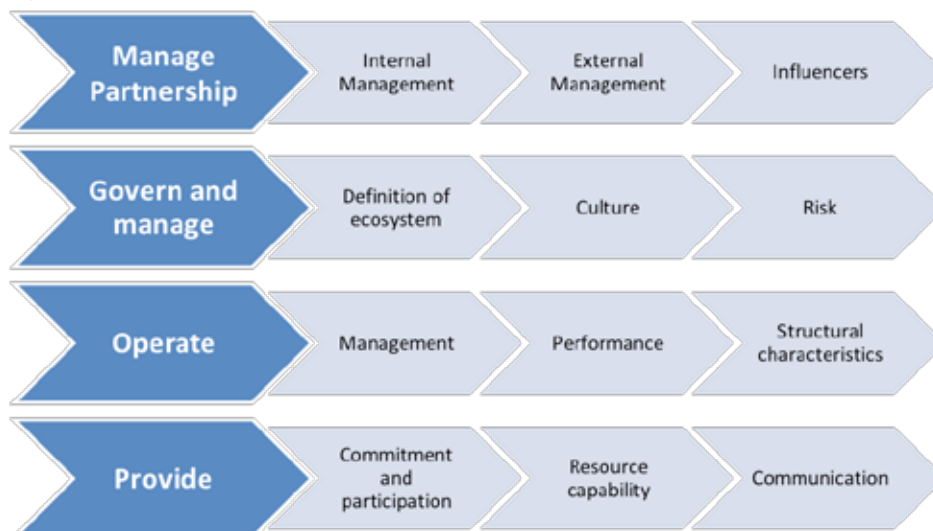 Manage
Partnership
Internal
Management
External
Management
Influencers
Govern and
manage
Definition of
ecosystem
Culture
Risk
Operate
Management
Performance
Structural
characteristics
Provide
Commitment
and
participation
Resource
capability
Communication